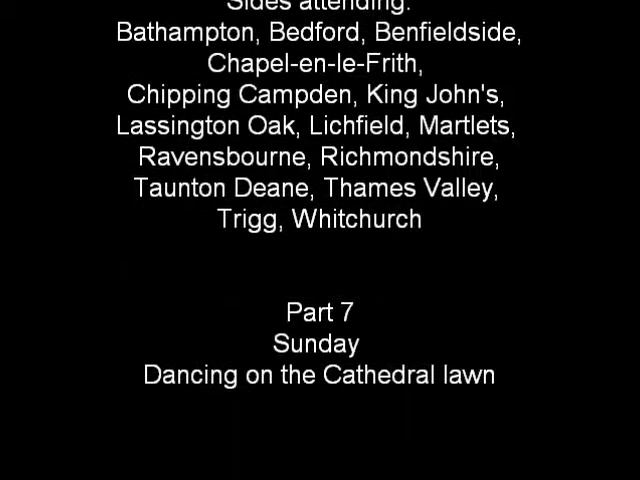 Sides attending:
Bathampton, Bedford, Benfieldside,
Chapel-en-le-Frith,
Chipping Campden, King John's,
Lassington Oak, Lichfield, Martlets,
Ravensbourne, Richmondshire,
Taunton Deane, Thames Valley,
Trigg, Whitchurch
Part 7
Sunday
Dancing on the Cathedral lawn